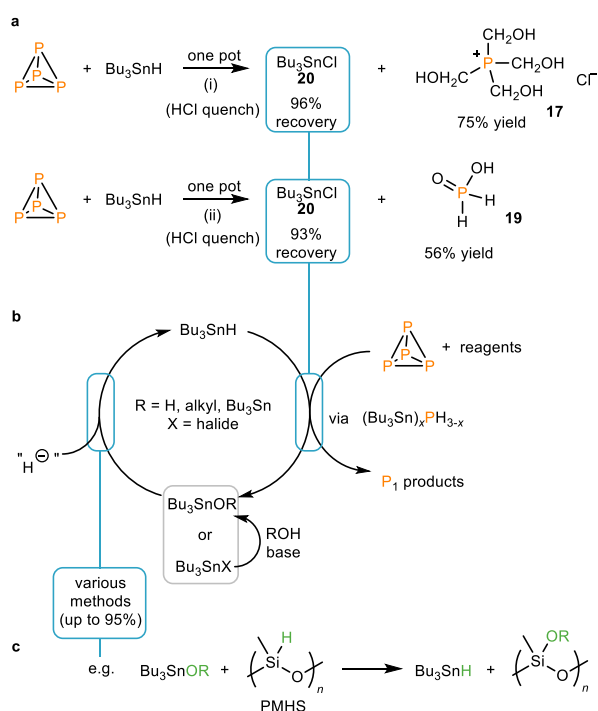 a
P
P P P
+ Bu3SnH
one pot
(i)
(HCl quench)
Bu3SnCl
20
96%
recovery
+
CH2OH
+
HOH2C P CH2OH
CH2OH
Cl−
17
75% yield
P
P P P
+ Bu3SnH
one pot
(ii)
(HCl quench)
Bu3SnCl
20
93%
recovery
+
OH
O P H
H
19
56% yield
b
Bu3SnH
P
P P P
+ reagents
R = H, alkyl, Bu3Sn
X = halide
via (Bu3Sn)xPH3-x
"H⊖"
P1 products
Bu3SnOR
or
Bu3SnX
ROH
base
various
methods
(up to 95%)
c
e.g.
Bu3SnOR + H Si O n
PMHS
Bu3SnH + OR Si O n